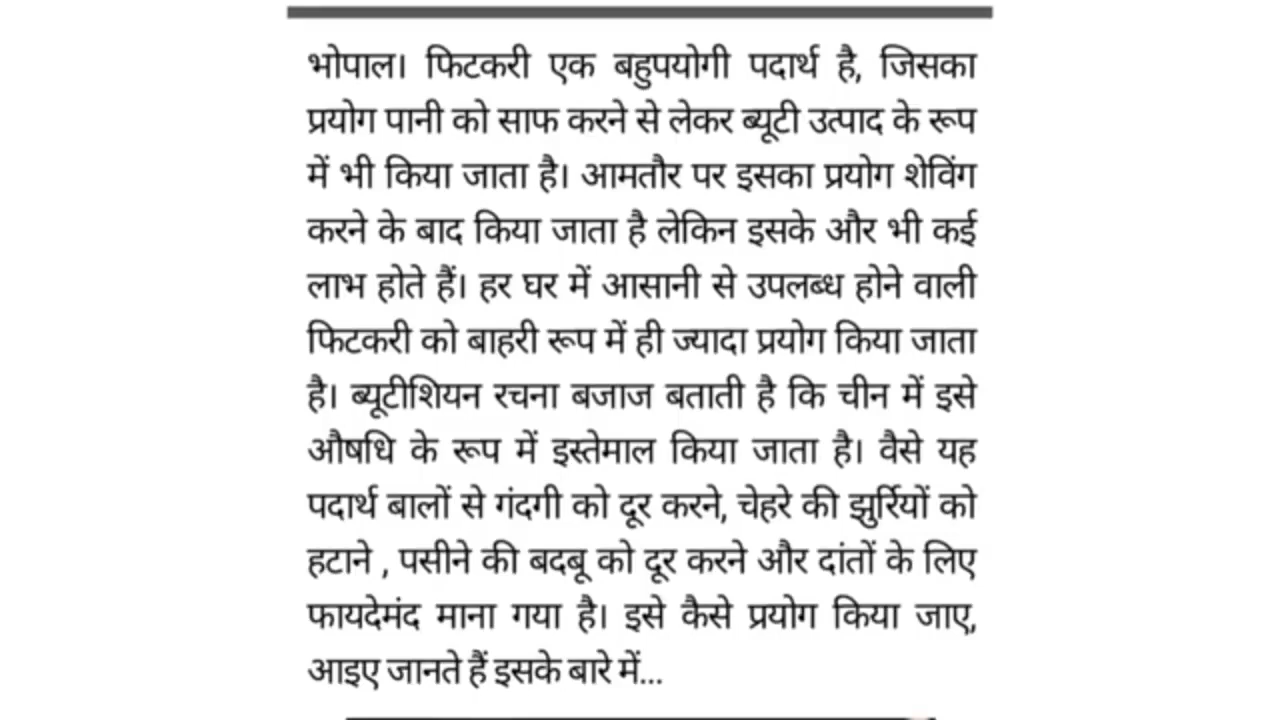 भोपाल। फिटकरी एक बहुपयोगी पदार्थ है, जिसका
प्रयोग पानी को साफ करने से लेकर ब्यूटी उत्पाद के रूप
में भी किया जाता है। आमतौर पर इसका प्रयोग शेविंग
करने के बाद किया जाता है लेकिन इसके और भी कई
लाभ होते हैं। हर घर में आसानी से उपलब्ध होने वाली
फिटकरी को बाहरी रूप में ही ज्यादा प्रयोग किया जाता
है। ब्यूटीशियन रचना बजाज बताती है कि चीन में इसे
औषधि के रूप में इस्तेमाल किया जाता है। वैसे यह
पदार्थ बालों से गंदगी को दूर करने, चेहरे की झुर्रियों को
हटाने , पसीने की बदबू को दूर करने और दांतों के लिए
फायदेमंद माना गया है। इसे कैसे प्रयोग किया जाए,
आइए जानते हैं इसके बारे में...